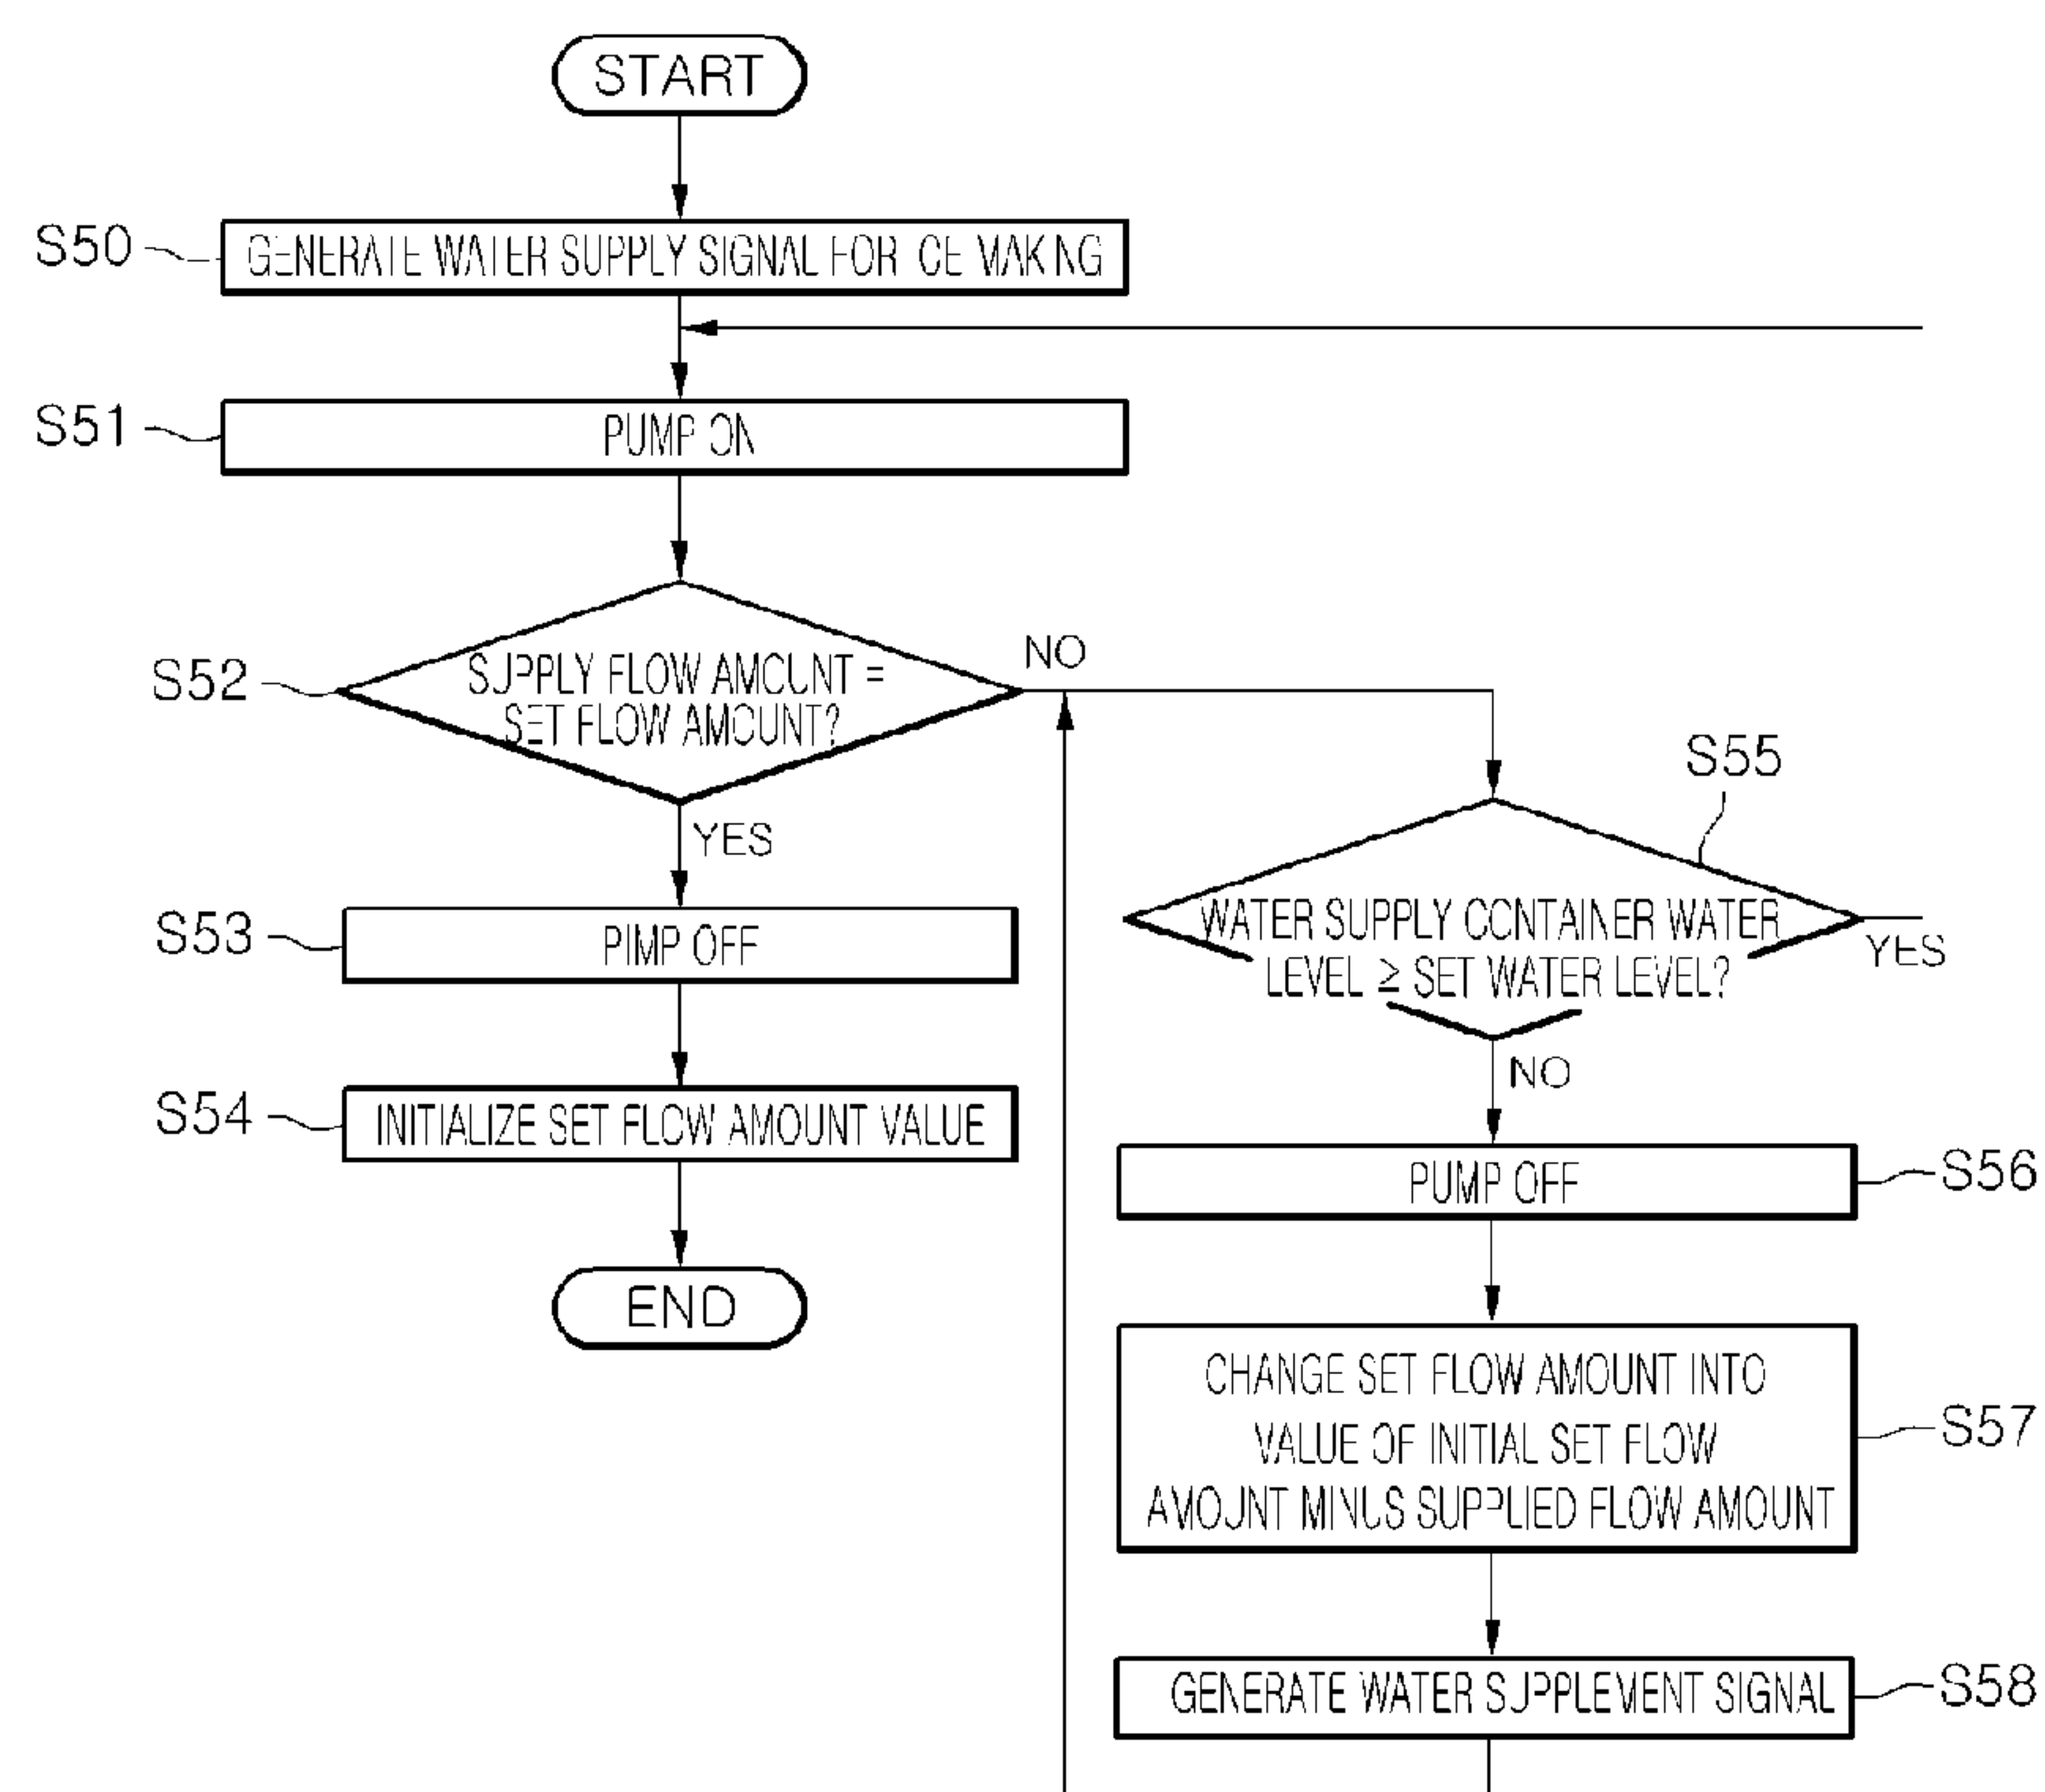 START
S50
GENERATE WATER SUPPLY SIGNAL FOR ICE MAKING
S51
PUMP ON
S52
SUPPLY FLOW AMOUNT =
SET FLOW AMOUNT?
NO
YES
S53
PIMP OFF
S54
INITIALIZE SET FLOW AMOUNT VALUE
END
S55
WATER SUPPLY CONTAINER WATER
LEVEL ≥ SET WATER LEVEL?
YES
NO
PUMP OFF
S56
CHANGE SET FLOW AMOUNT INTO
VALUE OF INITIAL SET FLOW
AMOUNT MINUS SUPPLIED FLOW AMOUNT
S57
GENERATE WATER SUPPLEMENT SIGNAL
S58